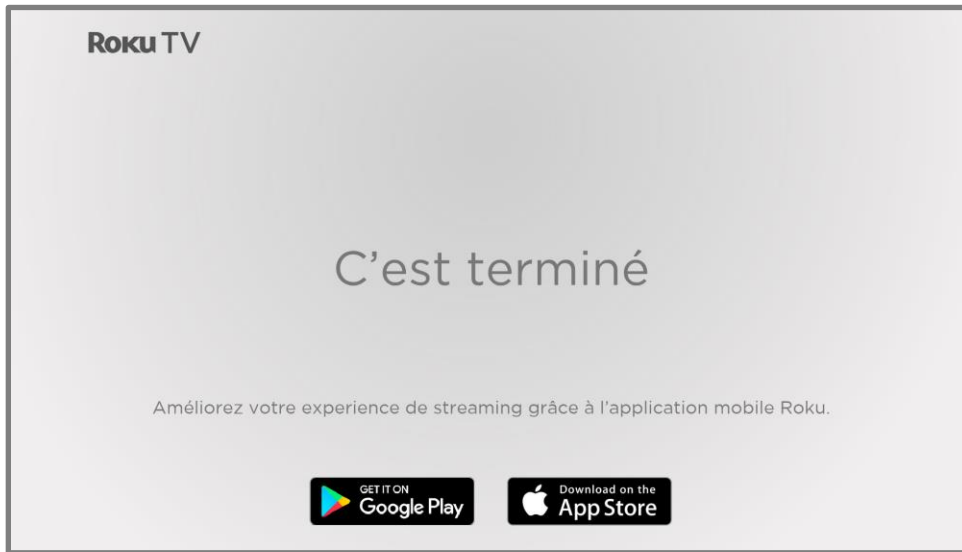 Roku TV
C'est terminé
Améliorez votre experience de streaming grâce à l'application mobile Roku.
GET IT ON
Google Play
Download on the
App Store